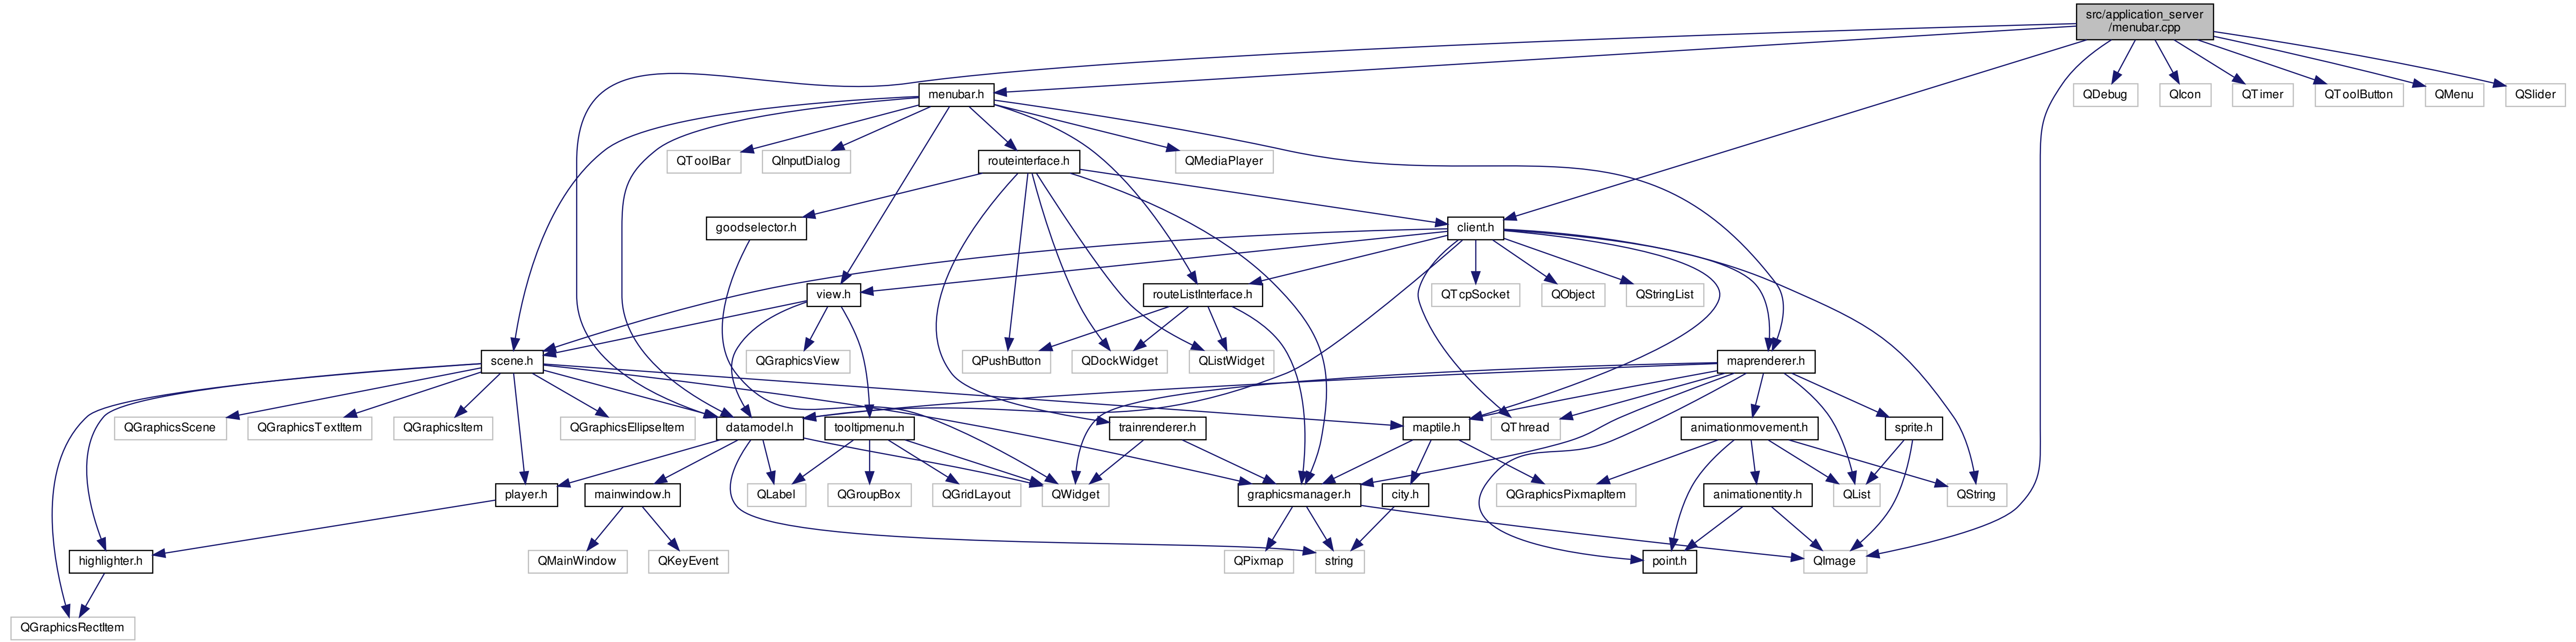 src/application_server
/menubar.cpp
menubar.h
QDebug
QIcon
QTimer
QToolButton
QMenu
QSlider
QToolBar
QInputDialog
routeinterface.h
QMediaPlayer
goodselector.h
client.h
view.h
routeListInterface.h
QTcpSocket
QObject
QStringList
scene.h
QGraphicsView
QPushButton
QDockWidget
QListWidget
maprenderer.h
QGraphicsScene
QGraphicsTextItem
QGraphicsItem
QGraphicsEllipseItem
datamodel.h
tooltipmenu.h
trainrenderer.h
maptile.h
QThread
animationmovement.h
sprite.h
player.h
mainwindow.h
QLabel
QGroupBox
QGridLayout
QWidget
graphicsmanager.h
city.h
QGraphicsPixmapItem
animationentity.h
QList
QString
highlighter.h
QMainWindow
QKeyEvent
QPixmap
string
point.h
QImage
QGraphicsRectItem